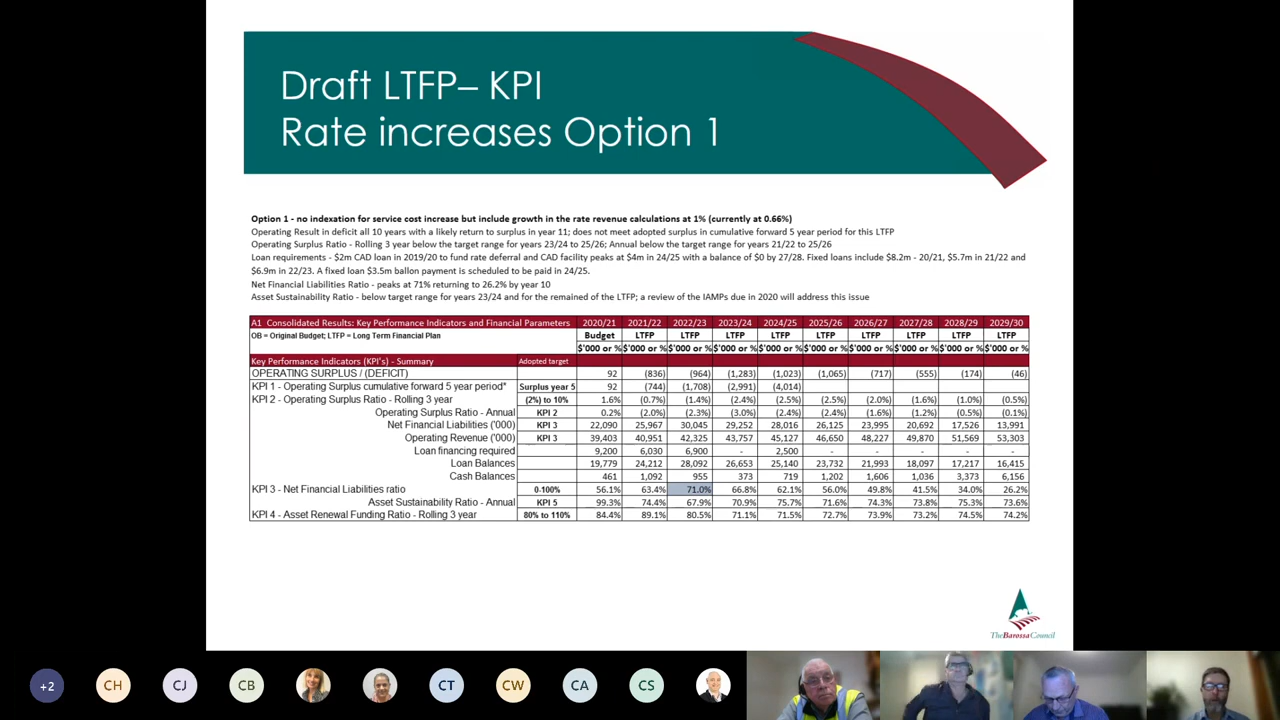 Draft LTFP– KPI
Rate increases Option 1
Option 1 - no indexation for service cost increase but include growth in the rate revenue calculations at 1% (currently at 0.66%)
Operating Result in deficit all 10 years with a likely return to surplus in year 11; does not meet adopted surplus in cumulative forward 5 year period for this LTFP
Operating Surplus Ratio - Rolling 3 year below the target range for years 23/24 to 25/26; Annual below the target range for years 21/22 to 25/26
Loan requirements - $2m CAD loan in 2019/20 to fund rate deferral and CAD facility peaks at $4m in 24/25 with a balance of $0 by 27/28. Fixed loans include $8.2m - 20/21, $5.7m in 21/22 and
$6.9m in 22/23. A fixed loan $3.5m ballon payment is scheduled to be paid in 24/25.
Net Financial Liabilities Ratio - peaks at 71% returning to 26.2% by year 10
Asset Sustainability Ratio - below target range for years 23/24 and for the remained of the LTFP; a review of the IAMPs due in 2020 will address this issue
A1 Consolidated Results: Key Performance Indicators and Financial Parameters 2020/21 2021/22 2022/23 2023/24 2024/25 2025/26 2026/27 2027/28 2028/29 2029/30
OB = Original Budget; LTFP = Long Term Financial Plan Budget LTFP LTFP LTFP LTFP LTFP LTFP LTFP LTFP LTFP
$'000 or % $'000 or % $'000 or % $'000 or % $'000 or % $'000 or % $'000 or % $'000 or % $'000 or % $'000 or %
Key Performance Indicators (KPI's) - Summary Adopted target
OPERATING SURPLUS / (DEFICIT) 92 (836) (964) (1,283) (1,023) (1,065) (717) (555) (174) (46)
KPI 1 - Operating Surplus cumulative forward 5 year period* Surplus year 5 92 (744) (1,708) (2,991) (4,014)
KPI 2 - Operating Surplus Ratio - Rolling 3 year (2%) to 10% 1.6% (0.7%) (1.4%) (2.4%) (2.5%) (2.5%) (2.0%) (1.6%) (1.0%) (0.5%)
Operating Surplus Ratio - Annual KPI 2 0.2% (2.0%) (2.3%) (3.0%) (2.4%) (2.4%) (1.6%) (1.2%) (0.5%) (0.1%)
Net Financial Liabilities ('000) KPI 3 22,090 25,967 30,045 29,252 28,016 26,125 23,995 20,692 17,526 13,991
Operating Revenue ('000) KPI 3 39,403 40,951 42,325 43,757 45,127 46,650 48,227 49,870 51,569 53,303
Loan financing required 9,200 6,030 6,900 - 2,500 - - - - -
Loan Balances 19,779 24,212 28,092 26,653 25,140 23,732 21,993 18,097 17,217 16,415
Cash Balances 461 1,092 955 373 719 1,202 1,606 1,036 3,373 6,156
KPI 3 - Net Financial Liabilities ratio 0-100% 56.1% 63.4% 71.0% 66.8% 62.1% 56.0% 49.8% 41.5% 34.0% 26.2%
Asset Sustainability Ratio - Annual KPI 5 99.3% 74.4% 67.9% 70.9% 75.7% 71.6% 74.3% 73.8% 75.3% 73.6%
KPI 4 - Asset Renewal Funding Ratio - Rolling 3 year 80% to 110% 84.4% 89.1% 80.5% 71.1% 71.5% 72.7% 73.9% 73.2% 74.5% 74.2%
The Barossa Council
+2 CH CJ CB CT CW CA CS